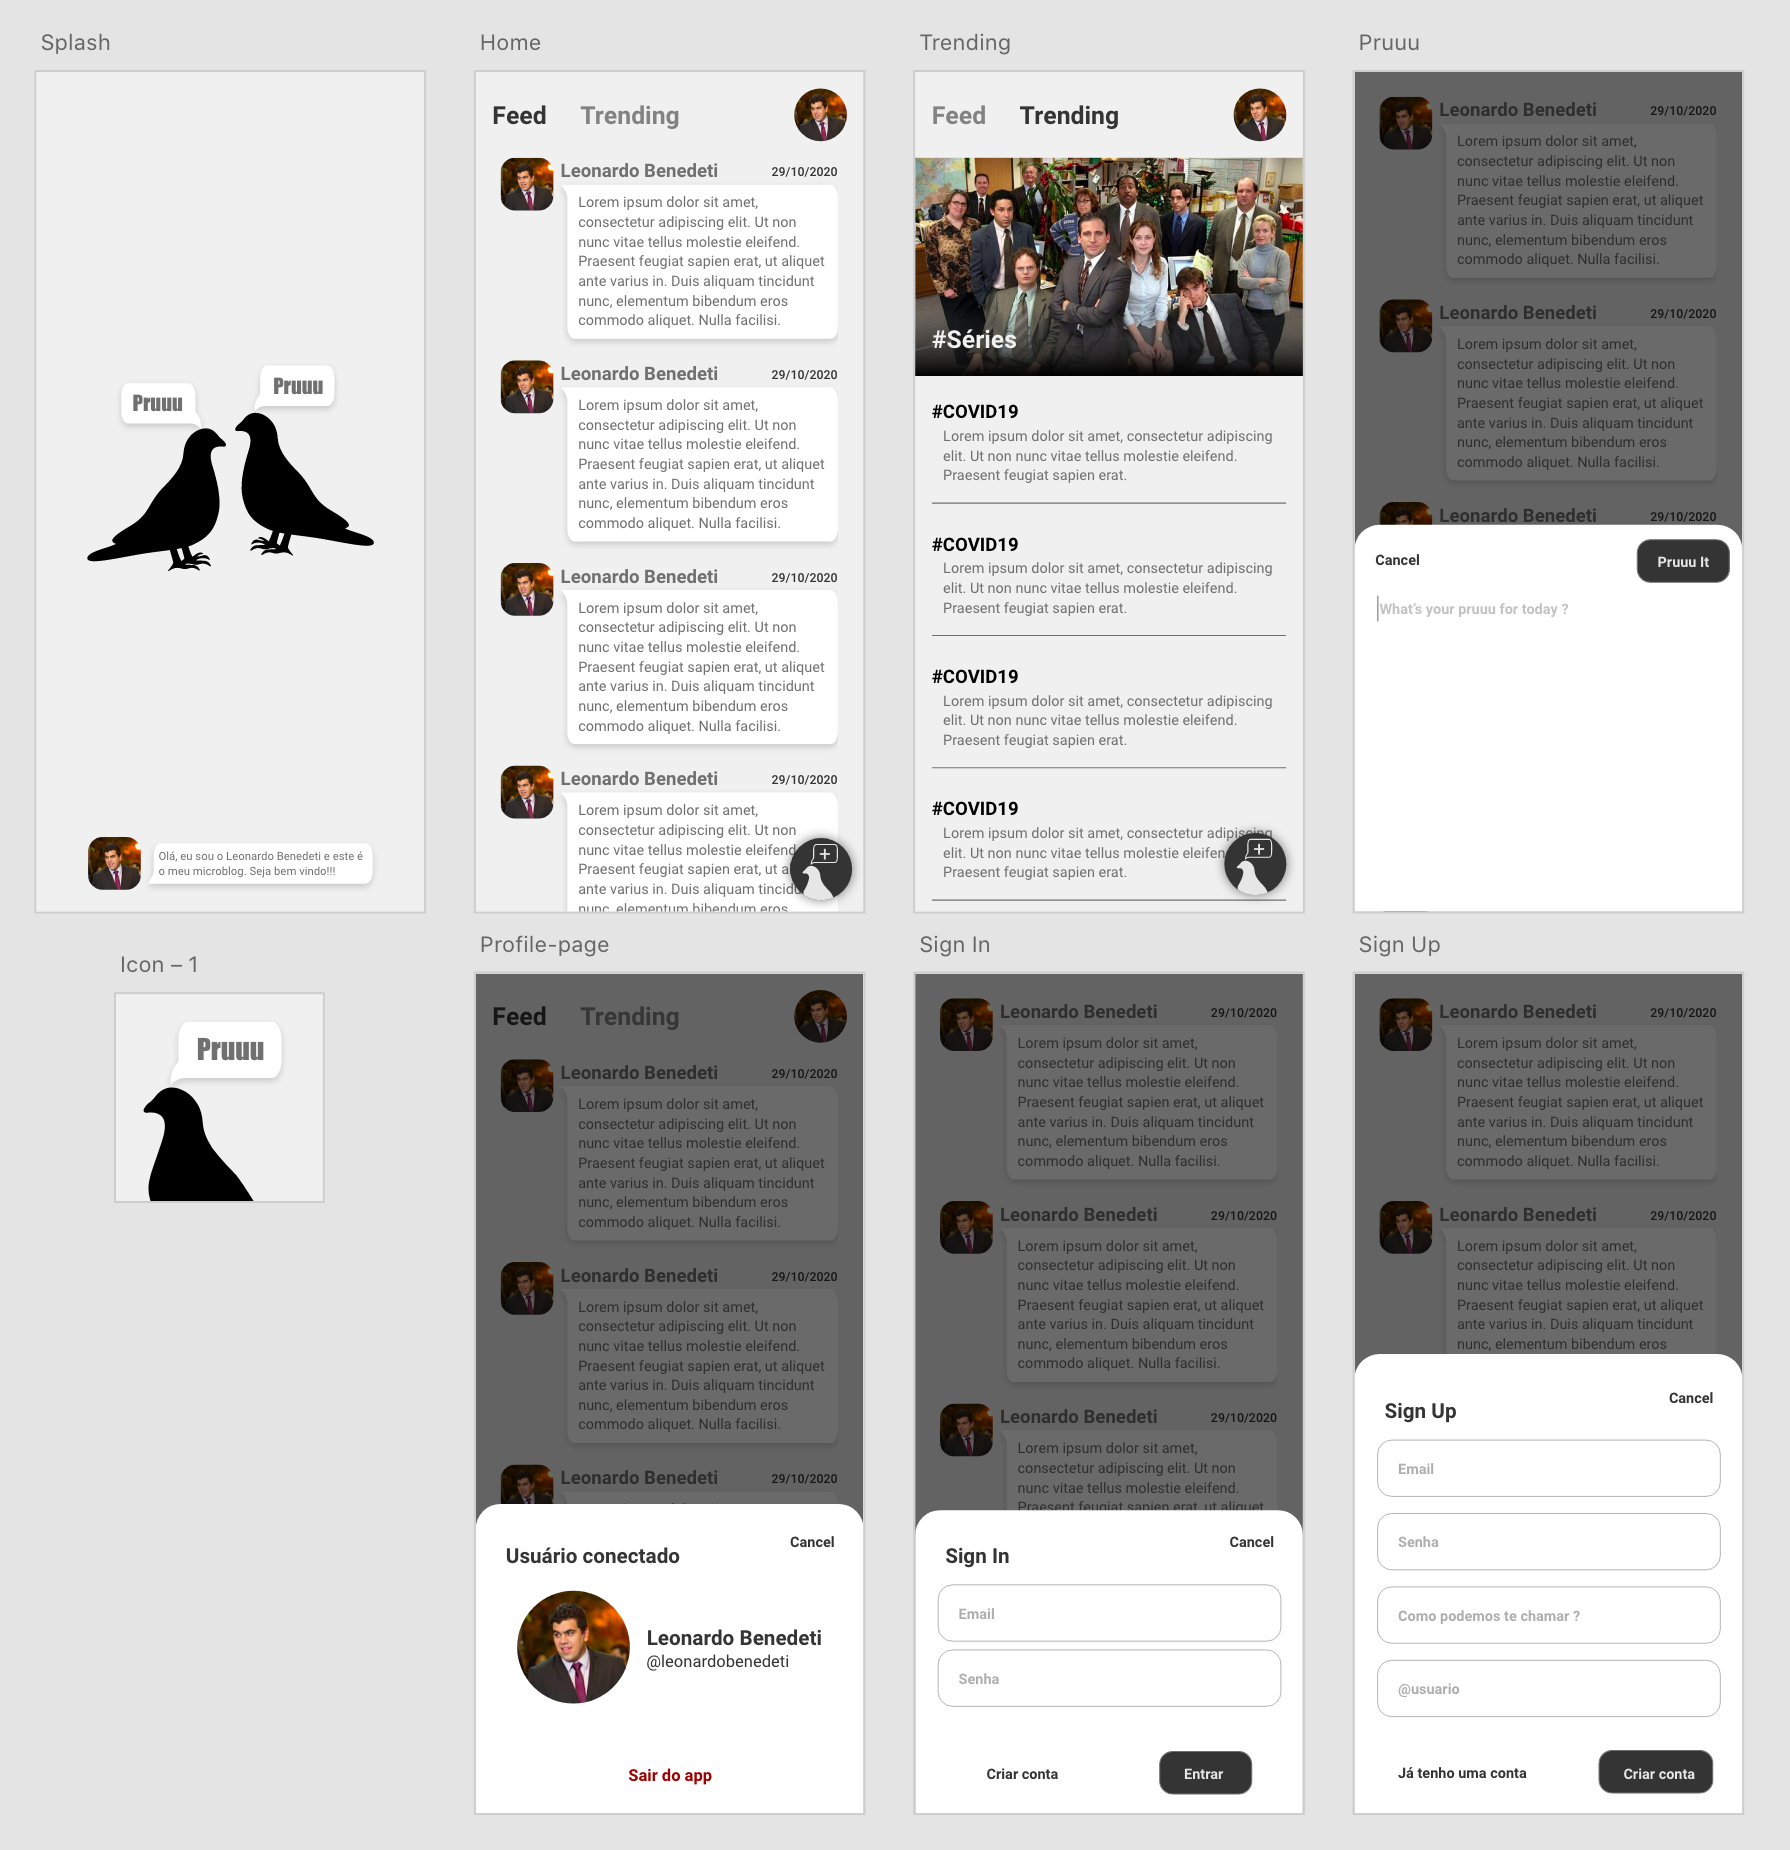 Splash
Pruuu
Pruuu
Olá, eu sou o Leonardo Benedeti e este é
o meu microblog. Seja bem vindo!!!
Home
Feed Trending
Leonardo Benedeti 29/10/2020
Lorem ipsum dolor sit amet,
consectetur adipiscing elit. Ut non
nunc vitae tellus molestie eleifend.
Praesent feugiat sapien erat, ut aliquet
ante varius in. Duis aliquam tincidunt
nunc, elementum bibendum eros
commodo aliquet. Nulla facilisi.
Leonardo Benedeti 29/10/2020
Lorem ipsum dolor sit amet,
consectetur adipiscing elit. Ut non
nunc vitae tellus molestie eleifend.
Praesent feugiat sapien erat, ut aliquet
ante varius in. Duis aliquam tincidunt
nunc, elementum bibendum eros
commodo aliquet. Nulla facilisi.
Leonardo Benedeti 29/10/2020
Lorem ipsum dolor sit amet,
consectetur adipiscing elit. Ut non
nunc vitae tellus molestie eleifend.
Praesent feugiat sapien erat, ut aliquet
ante varius in. Duis aliquam tincidunt
nunc, elementum bibendum eros
commodo aliquet. Nulla facilisi.
Leonardo Benedeti 29/10/2020
Lorem ipsum dolor sit amet,
consectetur adipiscing elit. Ut non
nunc vitae tellus molestie eleifend.
Praesent feugiat sapien erat, ut a
ante varius in. Duis aliquam tincidu
nunc, elementum bibendum eros
Trending
Feed Trending
#Séries
#COVID19
Lorem ipsum dolor sit amet, consectetur adipiscing
elit. Ut non nunc vitae tellus molestie eleifend.
Praesent feugiat sapien erat.
#COVID19
Lorem ipsum dolor sit amet, consectetur adipiscing
elit. Ut non nunc vitae tellus molestie eleifend.
Praesent feugiat sapien erat.
#COVID19
Lorem ipsum dolor sit amet, consectetur adipiscing
elit. Ut non nunc vitae tellus molestie eleifend.
Praesent feugiat sapien erat.
#COVID19
Lorem ipsum dolor sit amet, consectetur adipiscing
elit. Ut non nunc vitae tellus molestie eleifen
Praesent feugiat sapien erat.
Pruuu
Leonardo Benedeti 29/10/2020
Lorem ipsum dolor sit amet,
consectetur adipiscing elit. Ut non
nunc vitae tellus molestie eleifend.
Praesent feugiat sapien erat, ut aliquet
ante varius in. Duis aliquam tincidunt
nunc, elementum bibendum eros
commodo aliquet. Nulla facilisi.
Leonardo Benedeti 29/10/2020
Lorem ipsum dolor sit amet,
consectetur adipiscing elit. Ut non
nunc vitae tellus molestie eleifend.
Praesent feugiat sapien erat, ut aliquet
ante varius in. Duis aliquam tincidunt
nunc, elementum bibendum eros
commodo aliquet. Nulla facilisi.
Leonardo Benedeti 29/10/2020
Cancel Pruuu It
What's your pruuu for today ?
Icon – 1
Pruuu
Profile-page
Feed Trending
Leonardo Benedeti 29/10/2020
Lorem ipsum dolor sit amet,
consectetur adipiscing elit. Ut non
nunc vitae tellus molestie eleifend.
Praesent feugiat sapien erat, ut aliquet
ante varius in. Duis aliquam tincidunt
nunc, elementum bibendum eros
commodo aliquet. Nulla facilisi.
Leonardo Benedeti 29/10/2020
Lorem ipsum dolor sit amet,
consectetur adipiscing elit. Ut non
nunc vitae tellus molestie eleifend.
Praesent feugiat sapien erat, ut aliquet
ante varius in. Duis aliquam tincidunt
nunc, elementum bibendum eros
commodo aliquet. Nulla facilisi.
Leonardo Benedeti 29/10/2020
Cancel
Usuário conectado
Leonardo Benedeti
@leonardobenedeti
Sair do app
Sign In
Leonardo Benedeti 29/10/2020
Lorem ipsum dolor sit amet,
consectetur adipiscing elit. Ut non
nunc vitae tellus molestie eleifend.
Praesent feugiat sapien erat, ut aliquet
ante varius in. Duis aliquam tincidunt
nunc, elementum bibendum eros
commodo aliquet. Nulla facilisi.
Leonardo Benedeti 29/10/2020
Lorem ipsum dolor sit amet,
consectetur adipiscing elit. Ut non
nunc vitae tellus molestie eleifend.
Praesent feugiat sapien erat, ut aliquet
ante varius in. Duis aliquam tincidunt
nunc, elementum bibendum eros
commodo aliquet. Nulla facilisi.
Leonardo Benedeti 29/10/2020
Lorem ipsum dolor sit amet,
consectetur adipiscing elit. Ut non
nunc vitae tellus molestie eleifend.
Praesent feugiat sapien erat, ut aliquet
Cancel
Sign In
Email
Senha
Criar conta Entrar
Sign Up
Leonardo Benedeti 29/10/2020
Lorem ipsum dolor sit amet,
consectetur adipiscing elit. Ut non
nunc vitae tellus molestie eleifend.
Praesent feugiat sapien erat, ut aliquet
ante varius in. Duis aliquam tincidunt
nunc, elementum bibendum eros
commodo aliquet. Nulla facilisi.
Leonardo Benedeti 29/10/2020
Lorem ipsum dolor sit amet,
consectetur adipiscing elit. Ut non
nunc vitae tellus molestie eleifend.
Praesent feugiat sapien erat, ut aliquet
ante varius in. Duis aliquam tincidunt
nunc, elementum bibendum eros
Cancel
Sign Up
Email
Senha
Como podemos te chamar ?
@usuario
Já tenho uma conta Criar conta